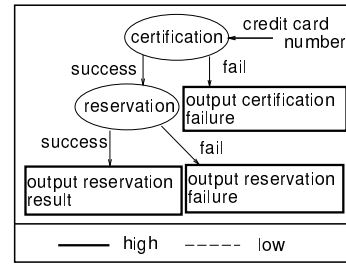 credit card
number
certification
success
fail
reservation
output certification
failure
success
fail
output reservation
result
output reservation
failure
high
low